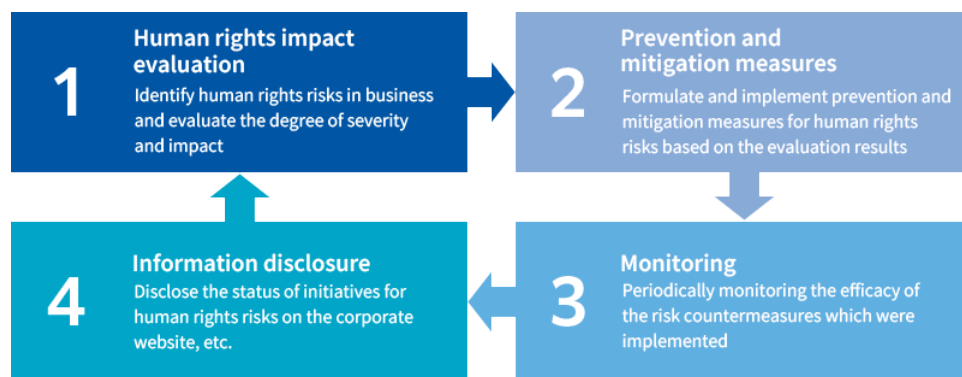 1
Human rights impact
evaluation
Identify human rights risks in business
and evaluate the degree of severity
and impact
2
Prevention and
mitigation measures
Formulate and implement prevention and
mitigation measures for human rights
risks based on the evaluation results
3
Monitoring
Periodically monitoring the efficacy of
the risk countermeasures which were
implemented
4
Information disclosure
Disclose the status of initiatives for
human rights risks on the corporate
website, etc.